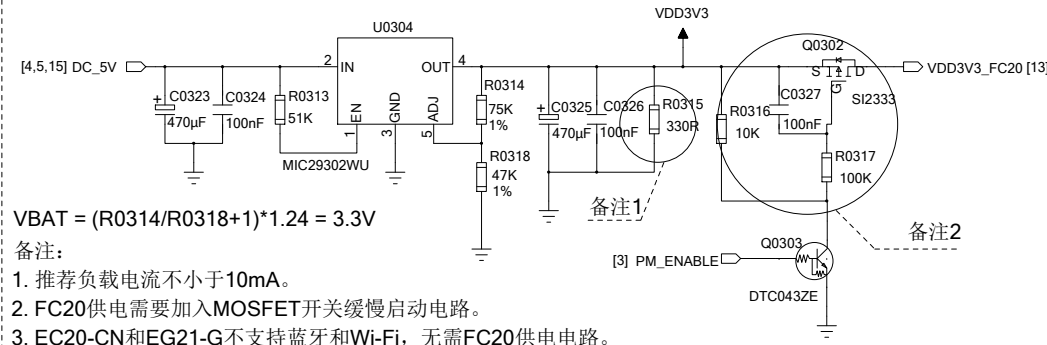 VDD3V3
U0304
Q0302
[4,5,15] DC_5V
2
IN
OUT
4
S
D
VDD3V3_FC20 [13]
G
SI2333
C0323
470µF
C0324
100nF
R0313
51K
EN
GND
ADJ
1
3
5
MIC29302WU
R0314
75K
1%
R0318
47K
1%
C0325
470µF
C0326
100nF
R0315
330R
R0316
10K
C0327
100nF
R0317
100K
备注1
备注2
Q0303
[3] PM_ENABLE
DTC043ZE
VBAT = (R0314/R0318+1)*1.24 = 3.3V
备注:
1. 推荐负载电流不小于10mA。
2. FC20供电需要加入MOSFET开关缓慢启动电路。
3. EC20-CN和EG21-G不支持蓝牙和Wi-Fi，无需FC20供电电路。